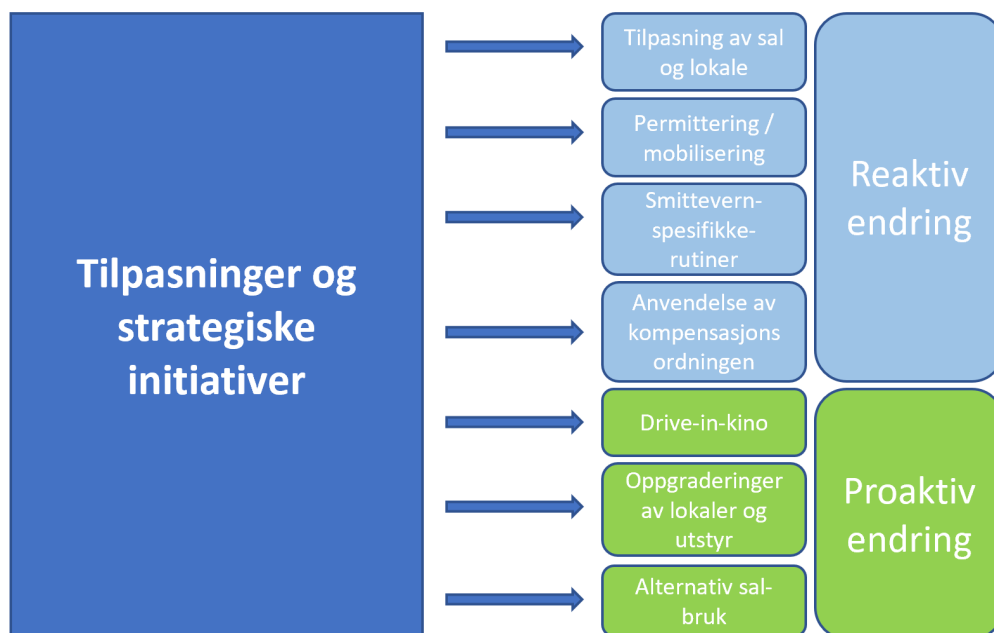 Tilpasninger og
strategiske
initiativer
Tilpasning av sal
og lokale
Permittering /
mobilisering
Smittevern-
spesifikke-
rutiner
Anvendelse av
kompensasjons
ordningen
Drive-in-kino
Oppgraderinger
av lokaler og
utstyr
Alternativ sal-
bruk
Reaktiv
endring
Proaktiv
endring